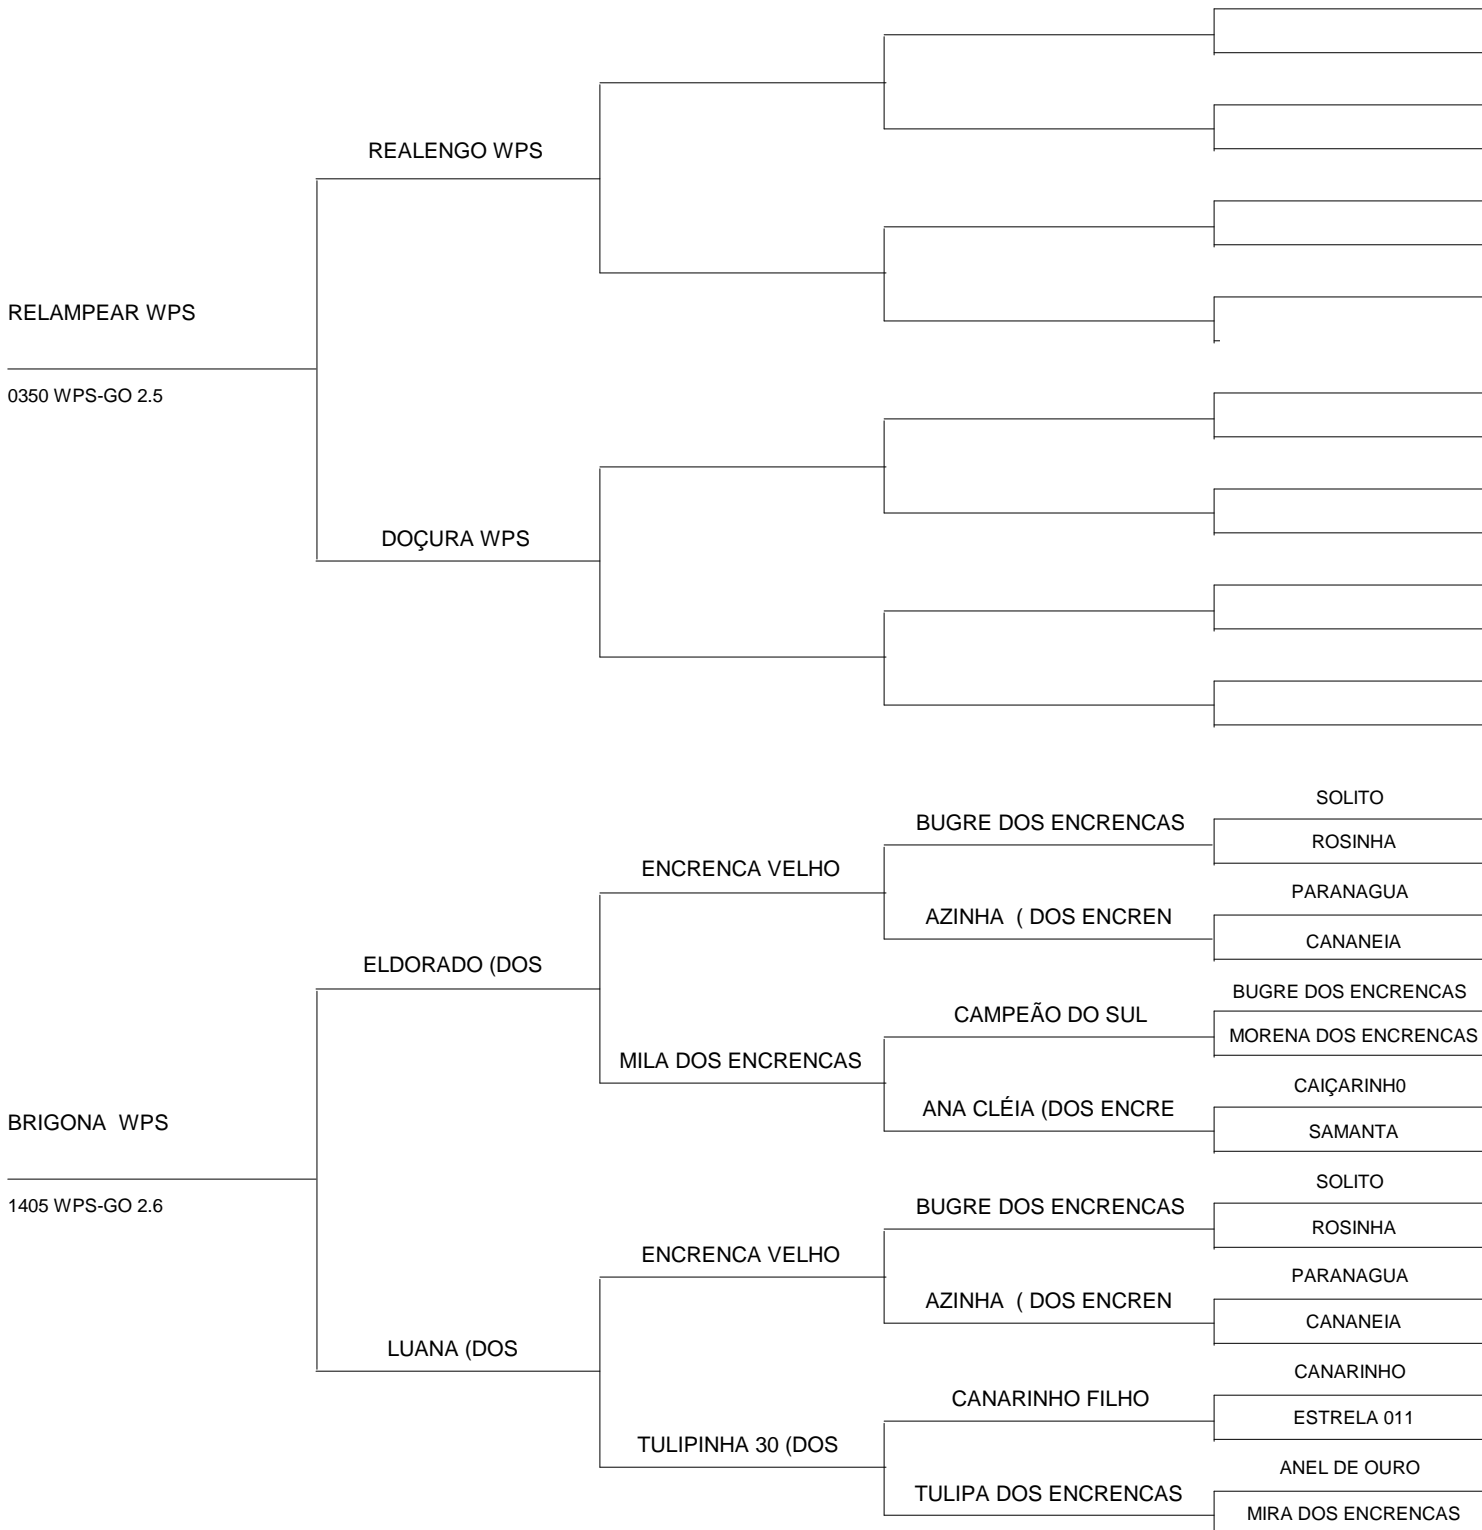 REALENGO WPS
RELAMPEAR WPS
0350 WPS-GO 2.5
DOÇURA WPS
SOLITO
BUGRE DOS ENCRENCAS
ROSINHA
ENCRENCA VELHO
PARANAGUA
AZINHA  ( DOS ENCREN
CANANEIA
ELDORADO (DOS
BUGRE DOS ENCRENCAS
CAMPEÃO DO SUL
MORENA DOS ENCRENCAS
MILA DOS ENCRENCAS
CAIÇARINH0
ANA CLÉIA (DOS ENCRE
SAMANTA
BRIGONA  WPS
1405 WPS-GO 2.6
SOLITO
BUGRE DOS ENCRENCAS
ROSINHA
ENCRENCA VELHO
PARANAGUA
AZINHA  ( DOS ENCREN
CANANEIA
LUANA (DOS
CANARINHO
CANARINHO FILHO
ESTRELA 011
TULIPINHA 30 (DOS
ANEL DE OURO
TULIPA DOS ENCRENCAS
MIRA DOS ENCRENCAS